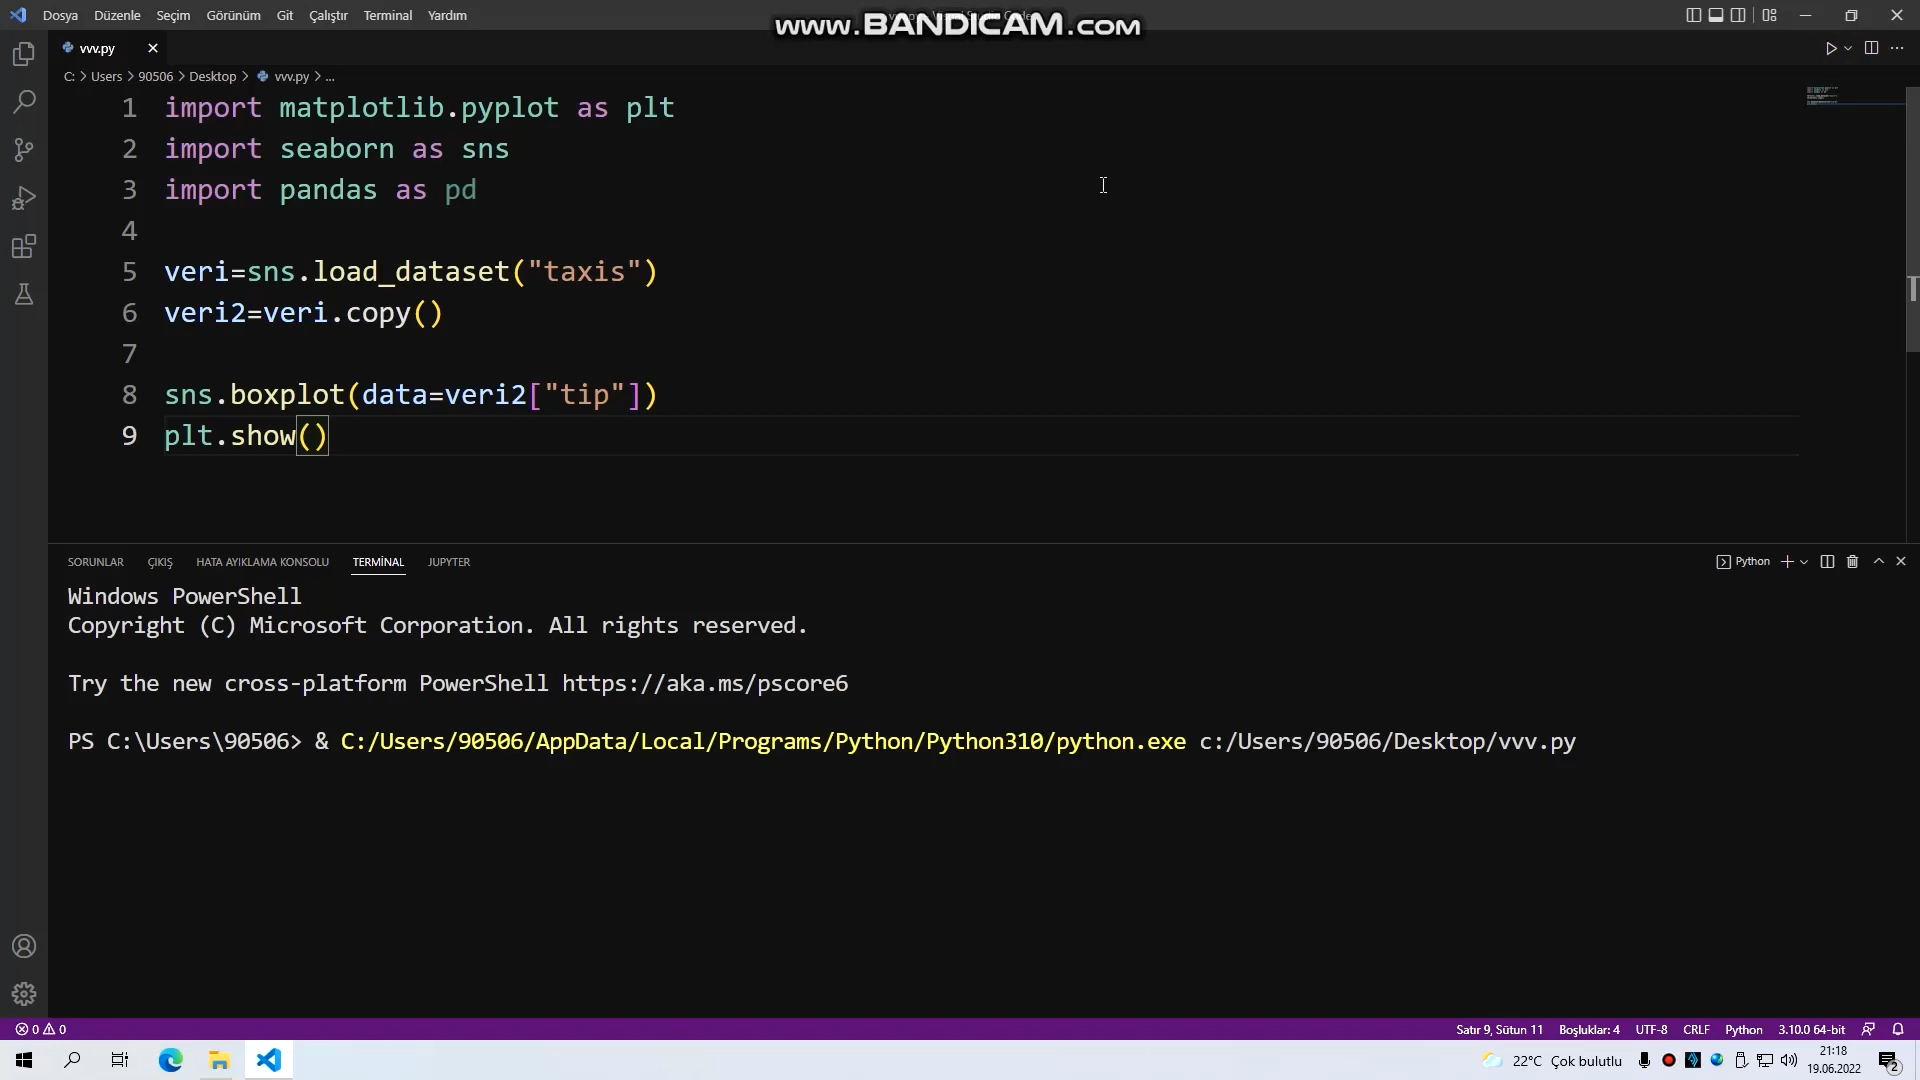 Dosya Düzenle Seçim Görünüm Git Çalıştır Terminal Yardım
www.BANDICAM.com
vvv.py
C: > Users > 90506 > Desktop > vvv.py > ...
1 import matplotlib.pyplot as plt
2 import seaborn as sns
3 import pandas as pd
4
5 veri=sns.load_dataset("taxis")
6 veri2=veri.copy()
7
8 sns.boxplot(data=veri2["tip"])
9 plt.show()
SORUNLAR ÇIKIŞ HATA AYIKLAMA KONSOLU TERMİNAL JUPYTER
Python
Windows PowerShell
Copyright (C) Microsoft Corporation. All rights reserved.
Try the new cross-platform PowerShell https://aka.ms/pscore6
PS C:\Users\90506> & C:/Users/90506/AppData/Local/Programs/Python/Python310/python.exe c:/Users/90506/Desktop/vvv.py
0 0
Satır 9, Sütun 11 Boşluklar: 4 UTF-8 CRLF Python 3.10.0 64-bit
22°C Çok bulutlu
21:18
19.06.2022
2